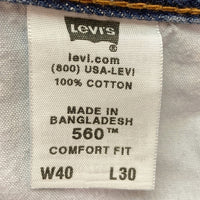 LEVI'S
levi.com
(800) USA-LEVI
100% COTTON
MADE IN
BANGLADESH
560™
COMFORT FIT
W40 L30